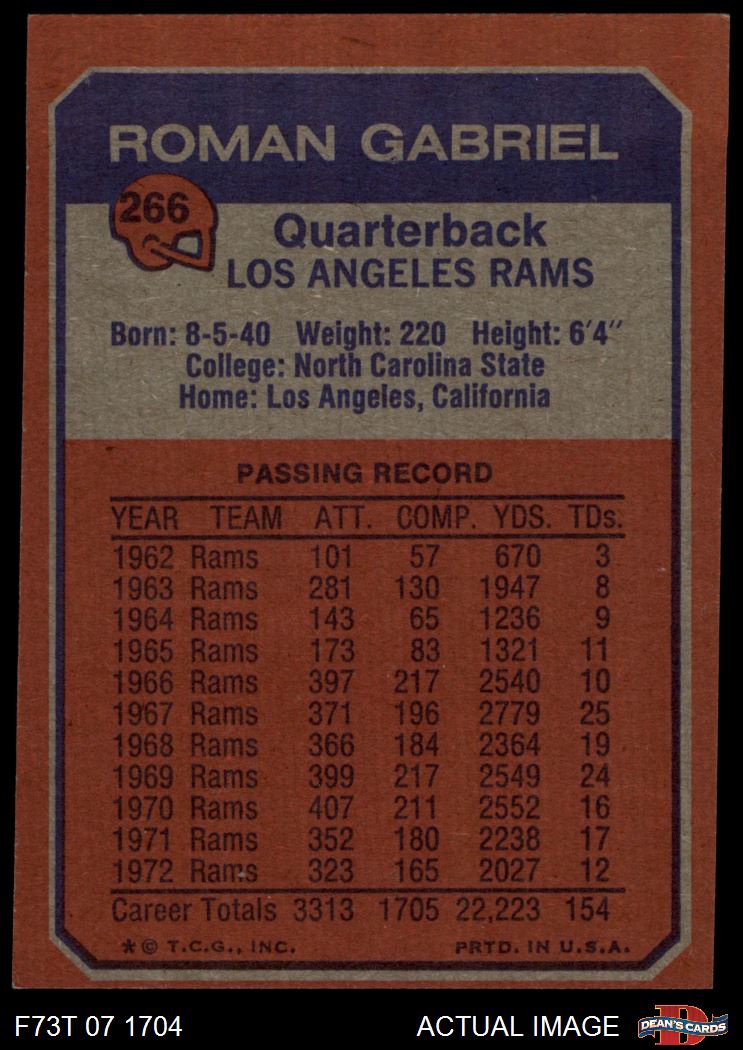 ROMAN GABRIEL
266
Quarterback
LOS ANGELES RAMS
Born: 8-5-40 Weight: 220 Height: 6'4"
College: North Carolina State
Home: Los Angeles, California
PASSING RECORD
YEAR TEAM ATT. COMP. YDS. TDs.
1962 Rams 101 57 670 3
1963 Rams 281 130 1947 8
1964 Rams 143 65 1236 9
1965 Rams 173 83 1321 11
1966 Rams 397 217 2540 10
1967 Rams 371 196 2779 25
1968 Rams 366 184 2364 19
1969 Rams 399 217 2549 24
1970 Rams 407 211 2552 16
1971 Rams 352 180 2238 17
1972 Rams 323 165 2027 12
Career Totals 3313 1705 22,223 154
* © T.C.G., INC. PRTD. IN U.S.A.
F73T 07 1704 ACTUAL IMAGE D DEAN'S CARDS